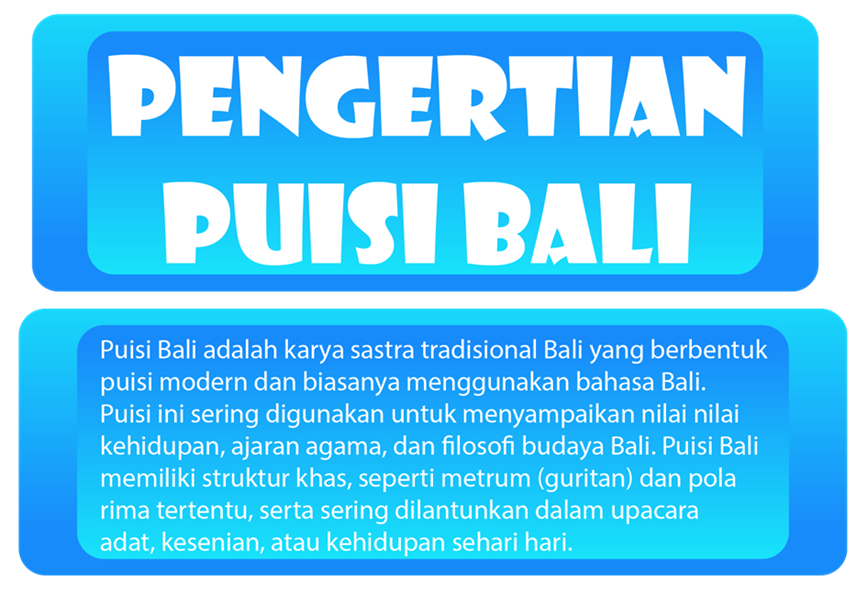 PENGERTIAN
PUISI BALI
Puisi Bali adalah karya sastra tradisional Bali yang berbentuk
puisi modern dan biasanya menggunakan bahasa Bali.
Puisi ini sering digunakan untuk menyampaikan nilai nilai
kehidupan, ajaran agama, dan filosofi budaya Bali. Puisi Bali
memiliki struktur khas, seperti metrum (guritan) dan pola
rima tertentu, serta sering dilantunkan dalam upacara
adat, kesenian, atau kehidupan sehari hari.